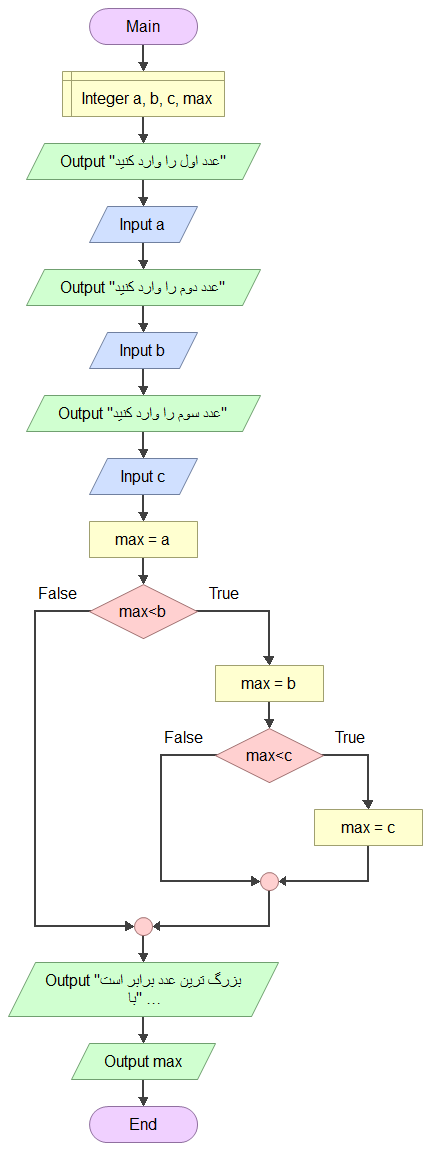 Main
Integer a, b, c, max
Output "عدد اول را وارد کنید"
Input a
Output "عدد دوم را وارد کنید"
Input b
Output "عدد سوم را وارد کنید"
Input c
max = a
False
True
max<b
max = b
False
True
max<c
max = c
Output "بزرگ ترین عدد برابر است
با" ...
Output max
End